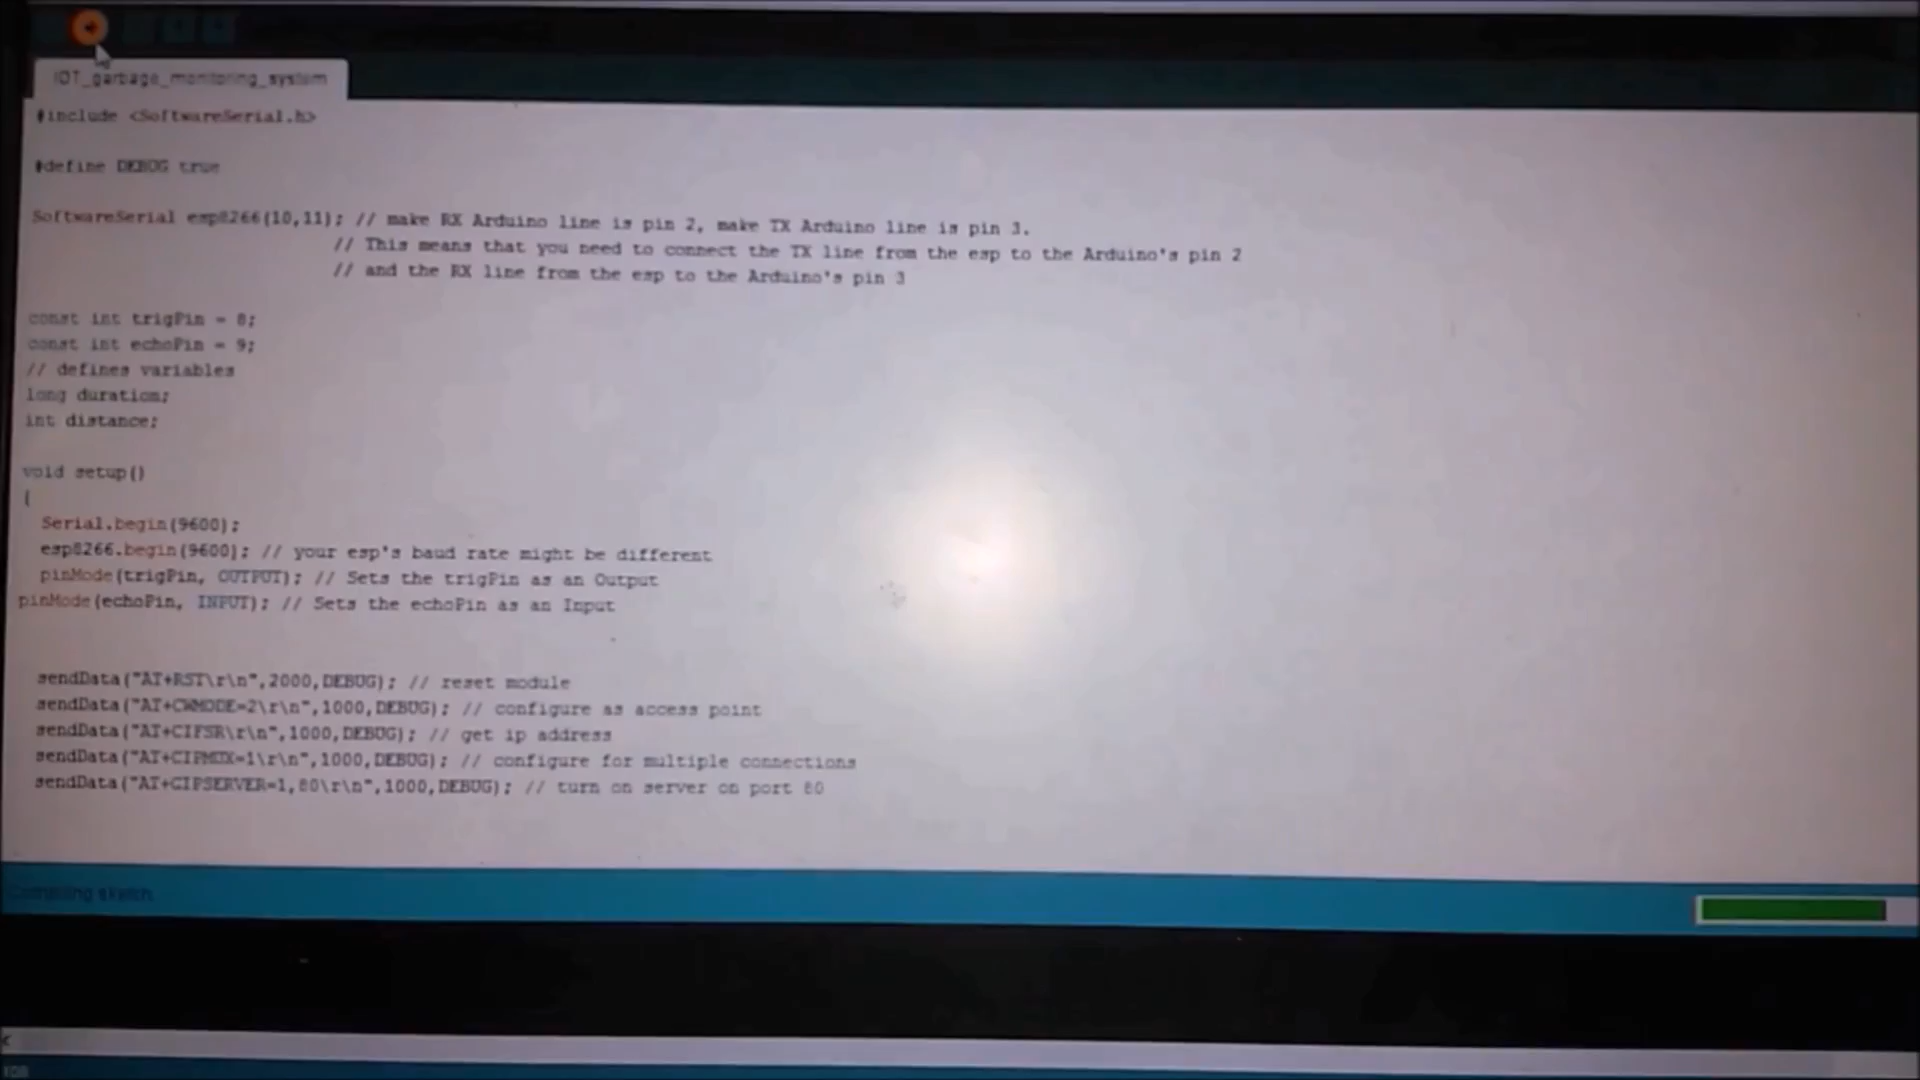 IOT_garbage_monitoring_system
#include <SoftwareSerial.h>
#define DEBUG true
SoftwareSerial esp8266(10,11); // make RX Arduino line is pin 2, make TX Arduino line is pin 3.
// This means that you need to connect the TX line from the esp to the Arduino's pin 2
// and the RX line from the esp to the Arduino's pin 3
const int trigPin = 8;
const int echoPin = 9;
// defines variables
long duration;
int distance;
void setup()
{
Serial.begin(9600);
esp8266.begin(9600); // your esp's baud rate might be different
pinMode(trigPin, OUTPUT); // Sets the trigPin as an Output
pinMode(echoPin, INPUT); // Sets the echoPin as an Input
sendData("AT+RST\r\n",2000,DEBUG); // reset module
sendData("AT+CWMODE=2\r\n",1000,DEBUG); // configure as access point
sendData("AT+CIFSR\r\n",1000,DEBUG); // get ip address
sendData("AT+CIPMUX=1\r\n",1000,DEBUG); // configure for multiple connections
sendData("AT+CIPSERVER=1,80\r\n",1000,DEBUG); // turn on server on port 80
Compiling sketch